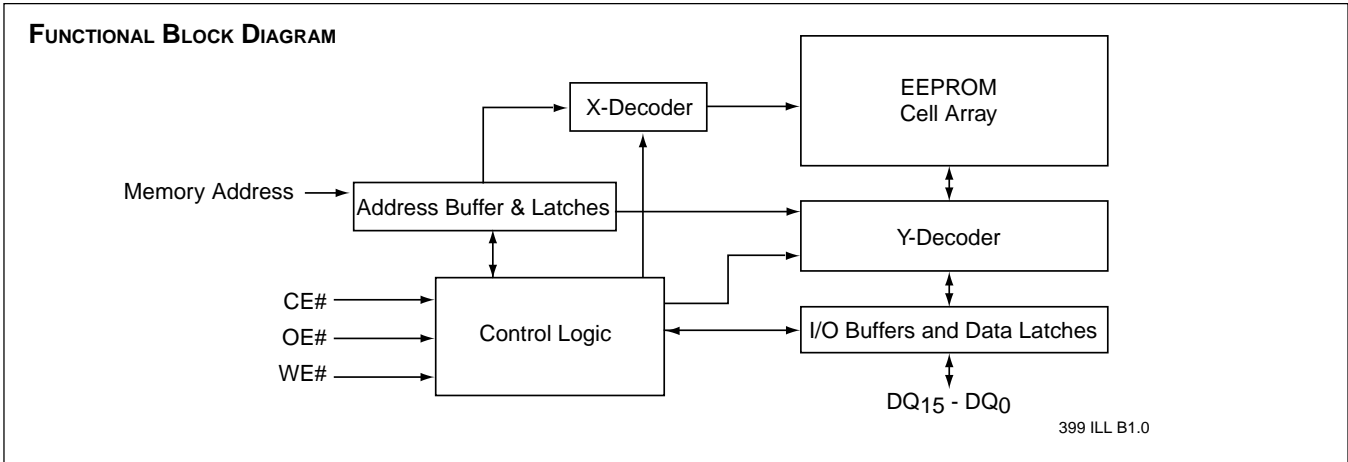 FUNCTIONAL BLOCK DIAGRAM
X-Decoder
EEPROM
Cell Array
Memory Address
Address Buffer & Latches
Y-Decoder
CE#
OE#
WE#
Control Logic
I/O Buffers and Data Latches
DQ15 - DQ0
399 ILL B1.0